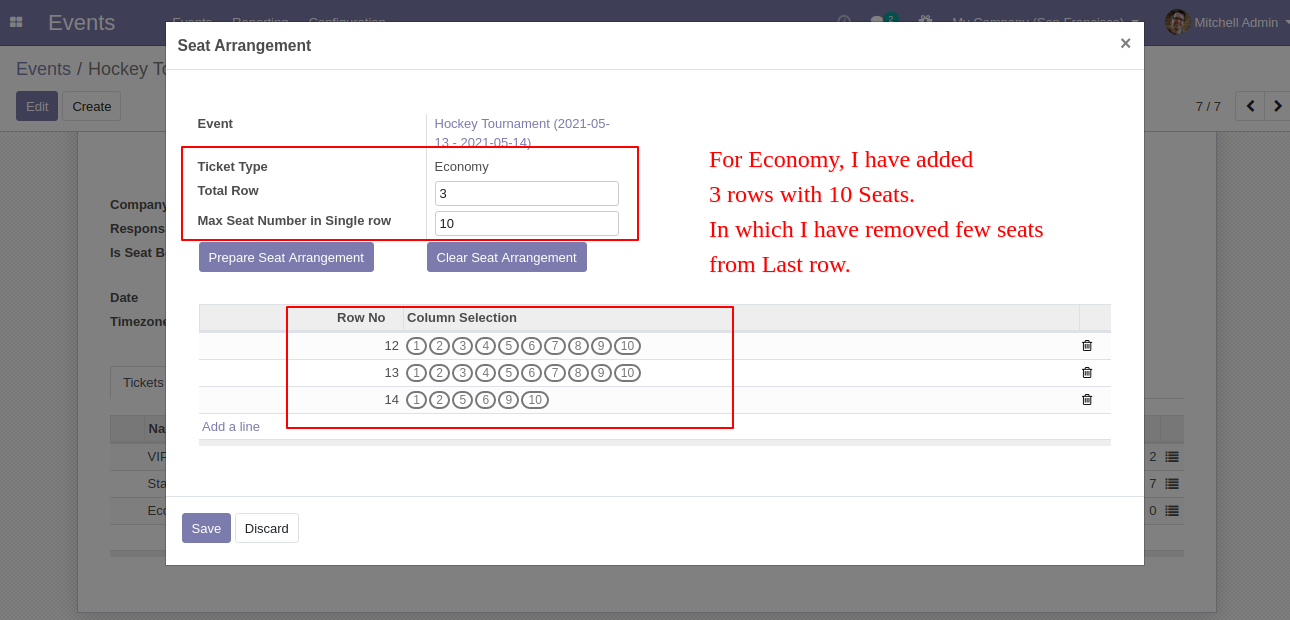 Events
Events Reporting Configuration
2
My Company (San Francisco)
Mitchell Admin
Events / Hockey To
Edit
Create
7 / 7
Seat Arrangement
×
Event
Hockey Tournament (2021-05-
13 - 2021-05-14)
Ticket Type
Economy
Total Row
3
Max Seat Number in Single row
10
Prepare Seat Arrangement
Clear Seat Arrangement
For Economy, I have added
3 rows with 10 Seats.
In which I have removed few seats
from Last row.
Row No Column Selection
12 1 2 3 4 5 6 7 8 9 10
13 1 2 3 4 5 6 7 8 9 10
14 1 2 5 6 9 10
Add a line
Save
Discard
Company
Respons
Is Seat B
Date
Timezone
Tickets
Na
VIP
2
Sta
7
Eco
0